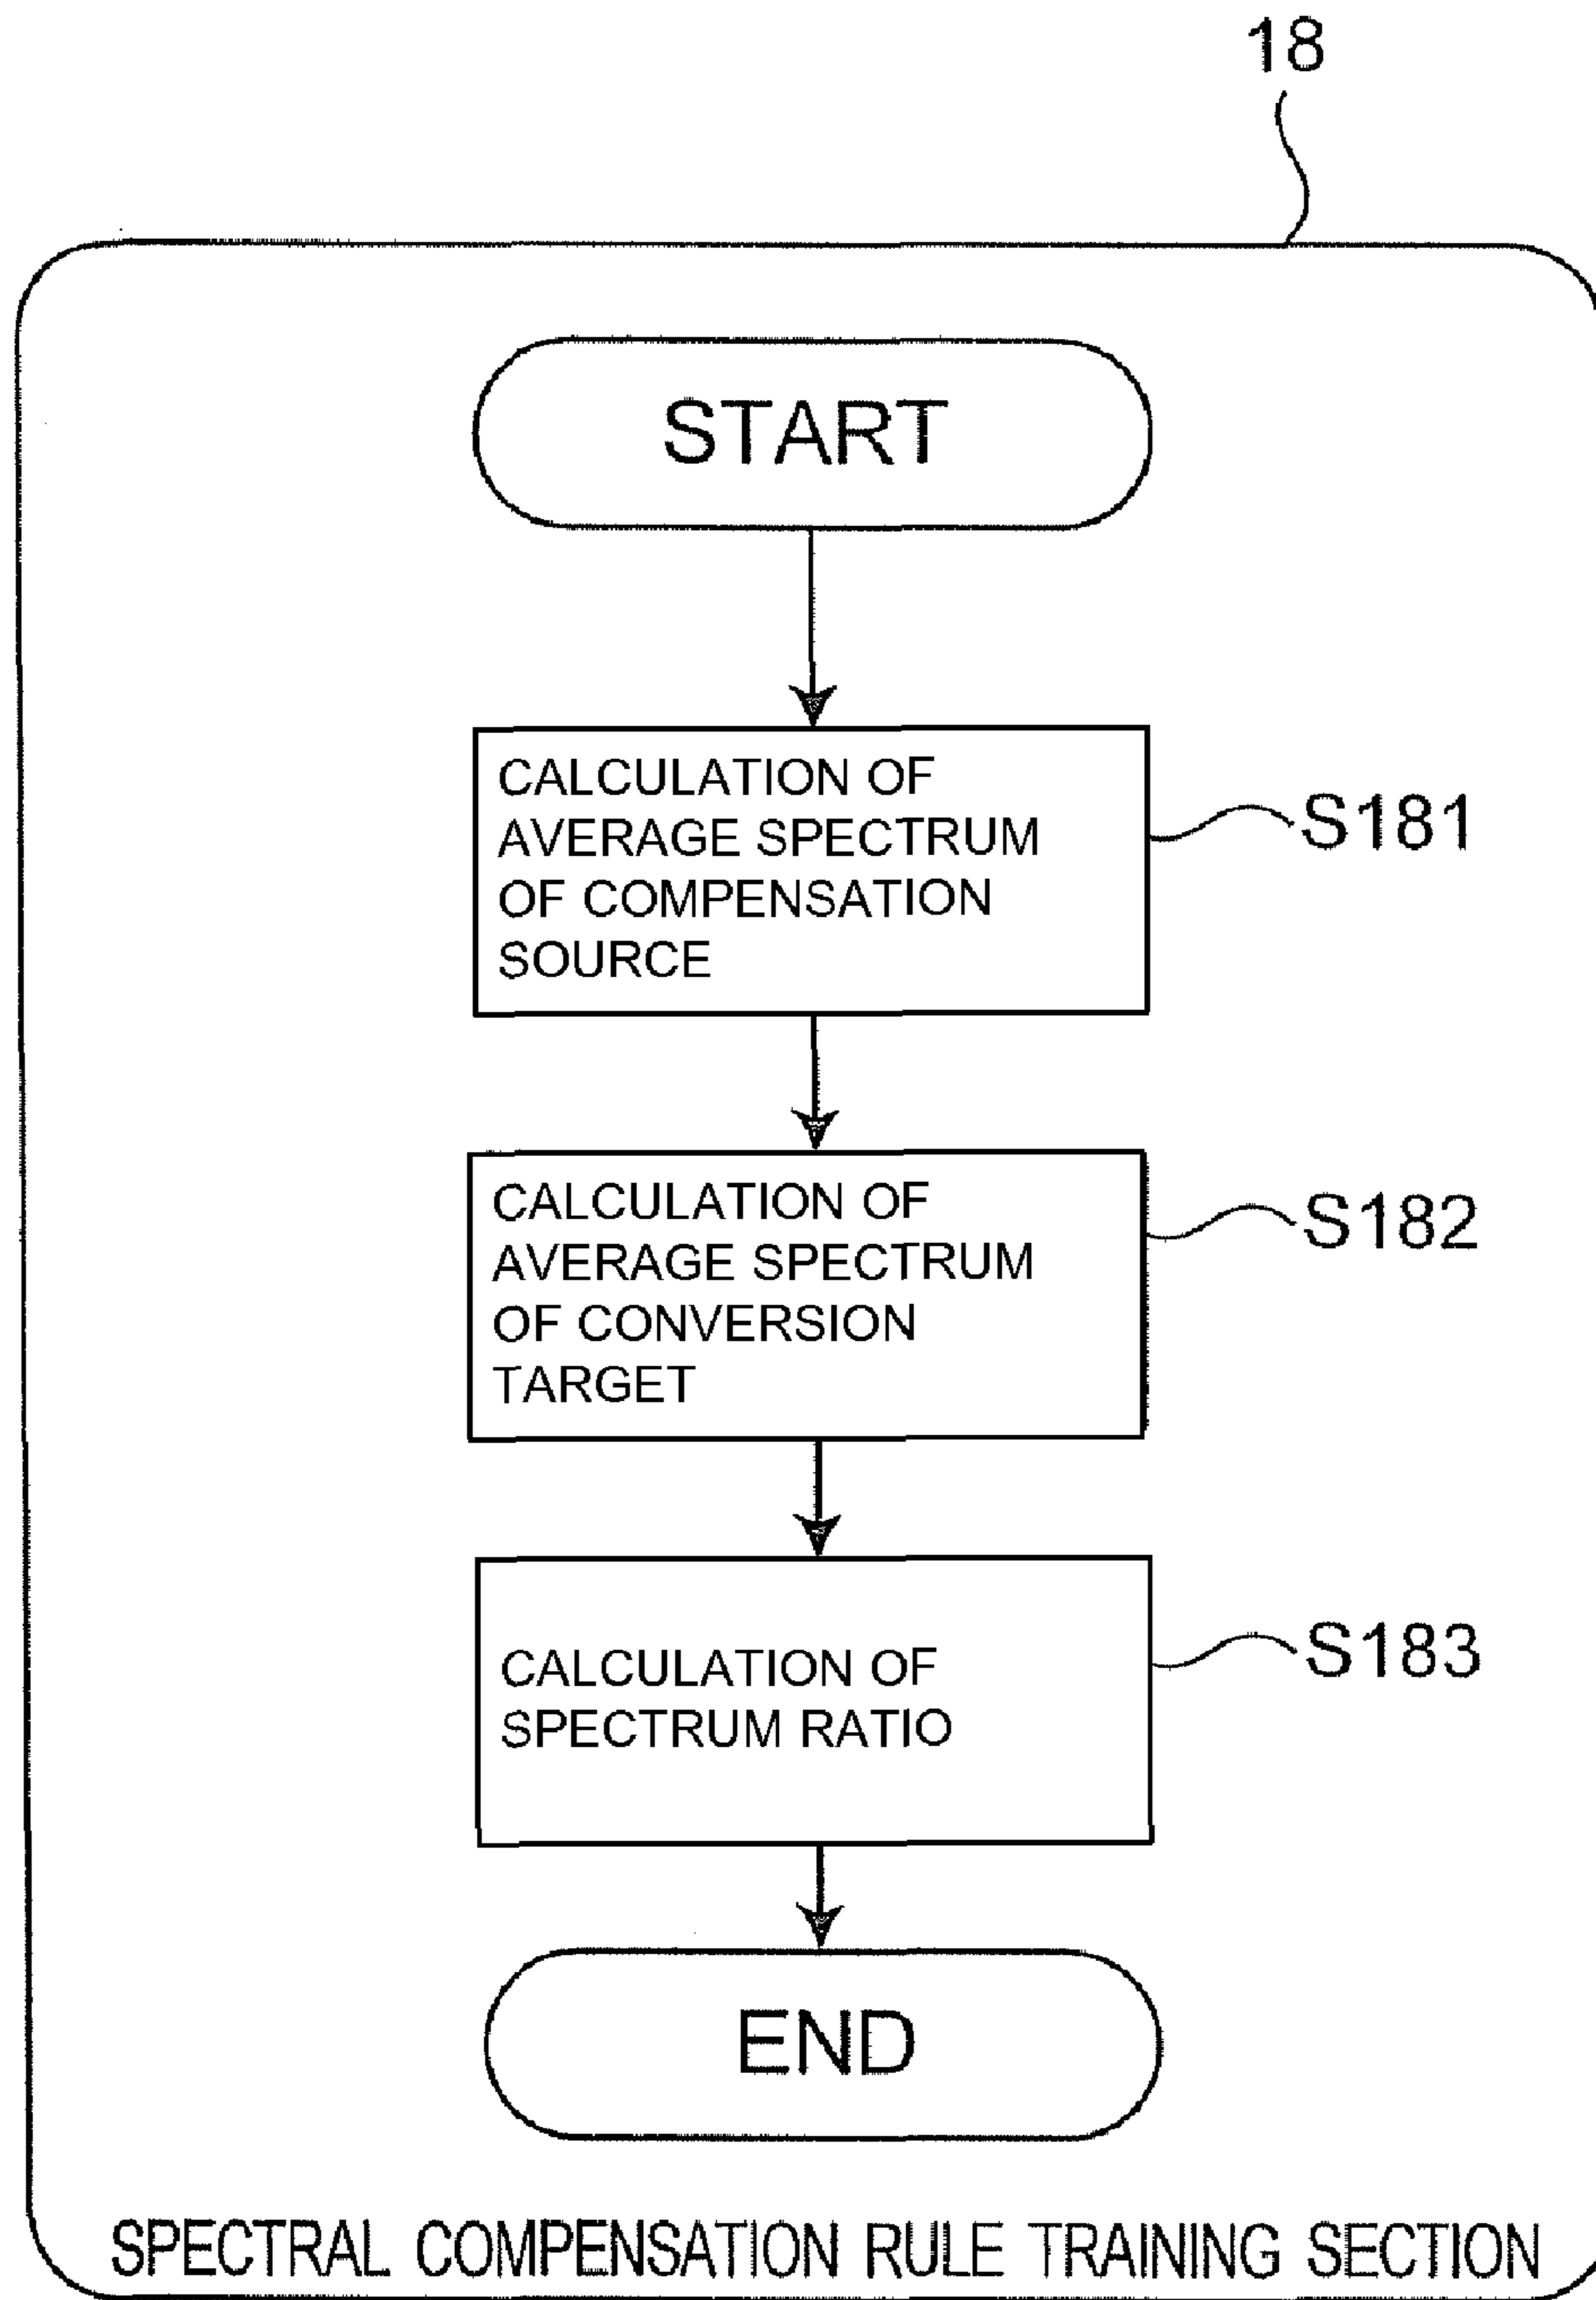 18
START
CALCULATION OF
AVERAGE SPECTRUM
OF COMPENSATION
SOURCE
S181
CALCULATION OF
AVERAGE SPECTRUM
OF CONVERSION
TARGET
S182
CALCULATION OF
SPECTRUM RATIO
S183
END
SPECTRAL COMPENSATION RULE TRAINING SECTION